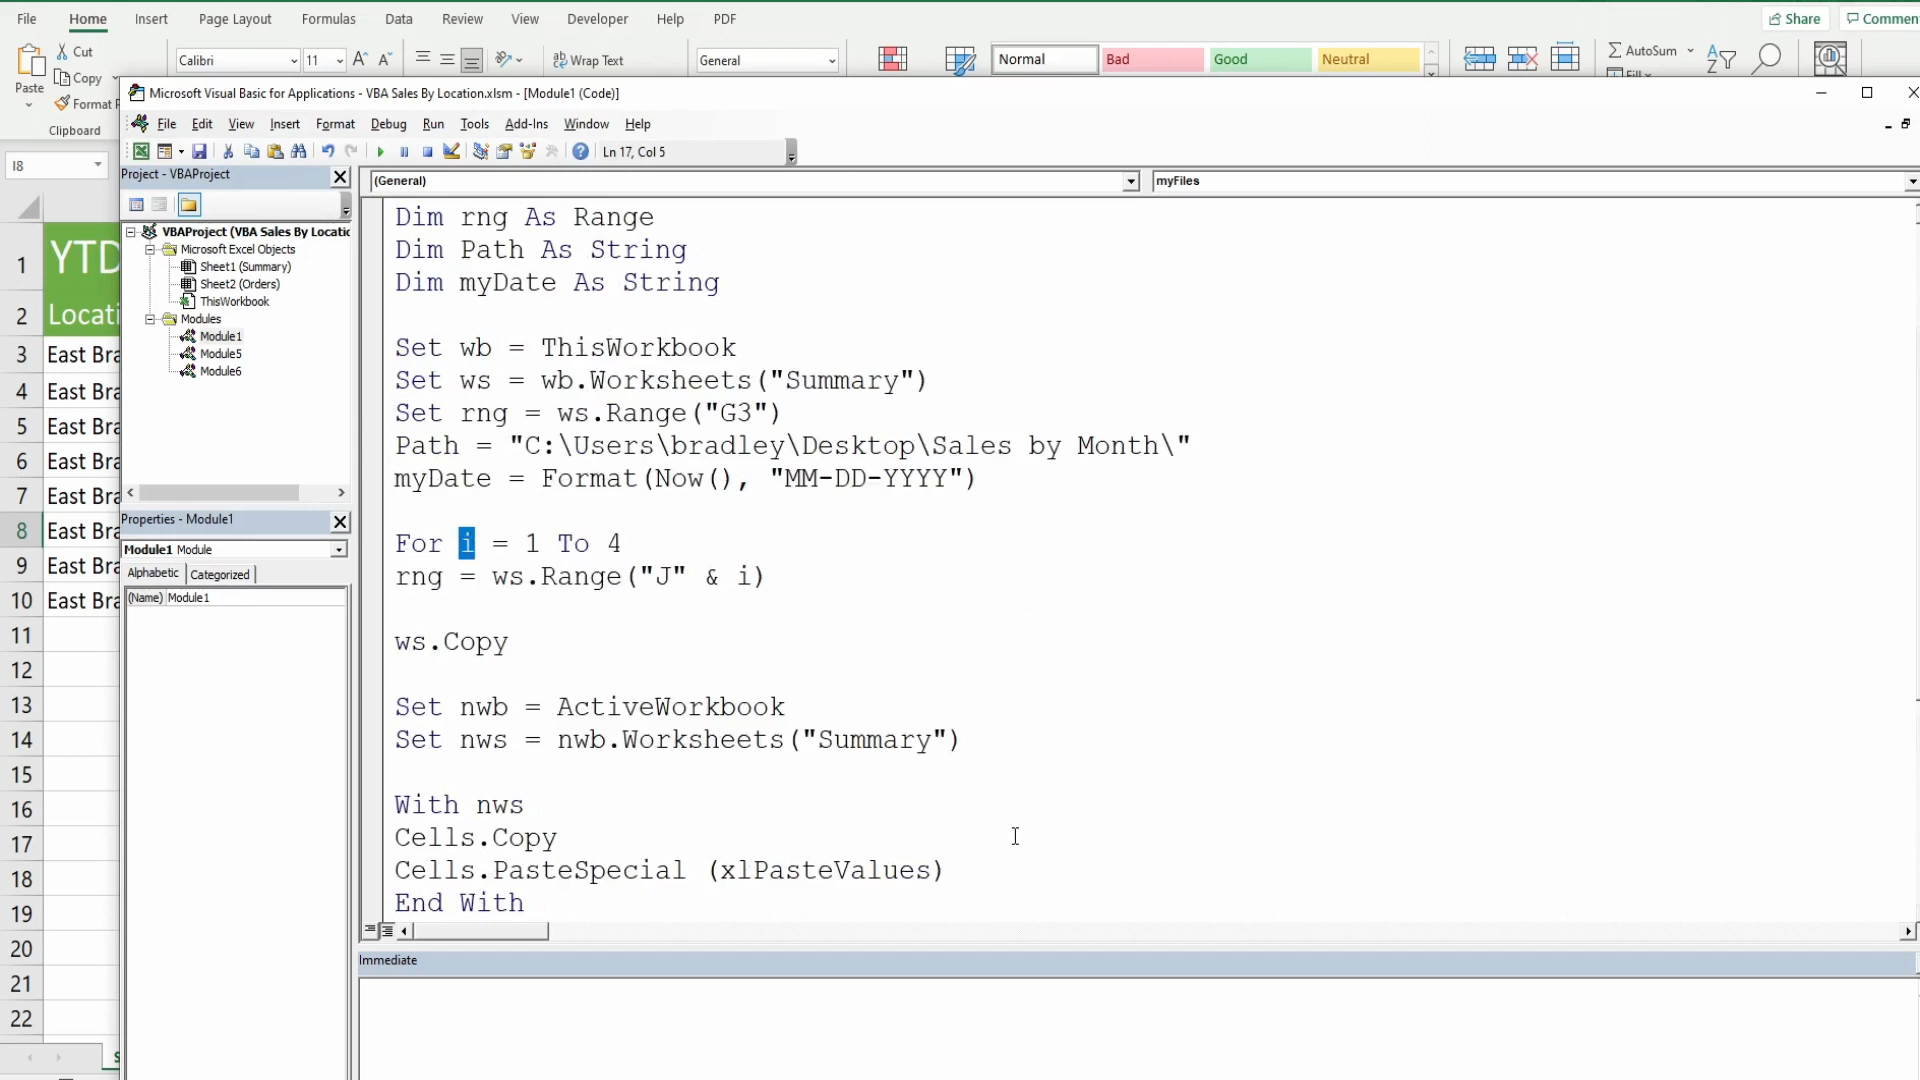 File Home Insert Page Layout Formulas Data Review View Developer Help PDF Share Commen
Paste Cut Calibri 11 Wrap Text General Normal Bad Good Neutral AutoSum
Copy
Format P
Clipboard
Microsoft Visual Basic for Applications - VBA Sales By Location.xlsm - [Module1 (Code)]
File Edit View Insert Format Debug Run Tools Add-Ins Window Help
Ln 17, Col 5
I8
Project - VBAProject
(General) myFiles
VBAProject (VBA Sales By Locatic
Microsoft Excel Objects
Sheet1 (Summary)
Sheet2 (Orders)
ThisWorkbook
Modules
Module1
Module5
Module6
Properties - Module1
Module1 Module
Alphabetic Categorized
(Name) Module1
1 YTD
2 Locati
3 East Bra
4 East Bra
5 East Bra
6 East Bra
7 East Bra
8 East Bra
9 East Bra
10 East Bra
11
12
13
14
15
16
17
18
19
20
21
22
S
Dim rng As Range
Dim Path As String
Dim myDate As String
Set wb = ThisWorkbook
Set ws = wb.Worksheets("Summary")
Set rng = ws.Range("G3")
Path = "C:\Users\bradley\Desktop\Sales by Month\"
myDate = Format(Now(), "MM-DD-YYYY")
For i = 1 To 4
rng = ws.Range("J" & i)
ws.Copy
Set nwb = ActiveWorkbook
Set nws = nwb.Worksheets("Summary")
With nws
Cells.Copy
Cells.PasteSpecial (xlPasteValues)
End With
Immediate